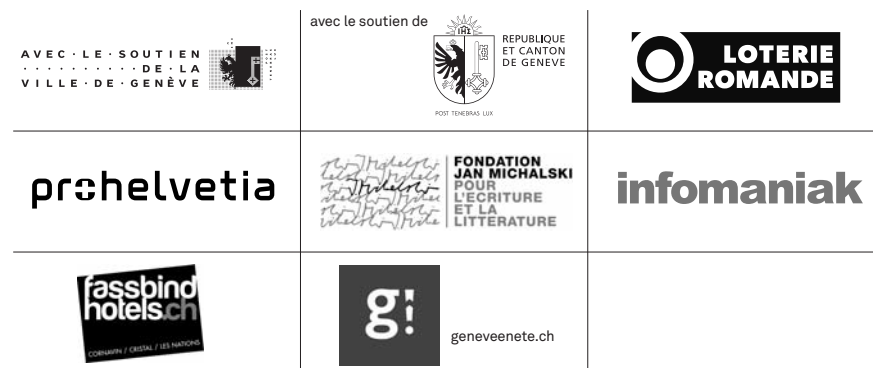 AVEC · LE · SOUTIEN
· · · · · · · · · DE · LA
VILLE · DE · GENÈVE
avec le soutien de
IHS
REPUBLIQUE
ET CANTON
DE GENEVE
POST TENEBRAS LUX
LOTERIE
ROMANDE
prohelvetia
FONDATION
JAN MICHALSKI
POUR
L'ECRITURE
ET LA
LITTERATURE
infomaniak
fassbind
hotels.ch
CORNAVIN / CRISTAL / LES NATIONS
g!
geneveenete.ch